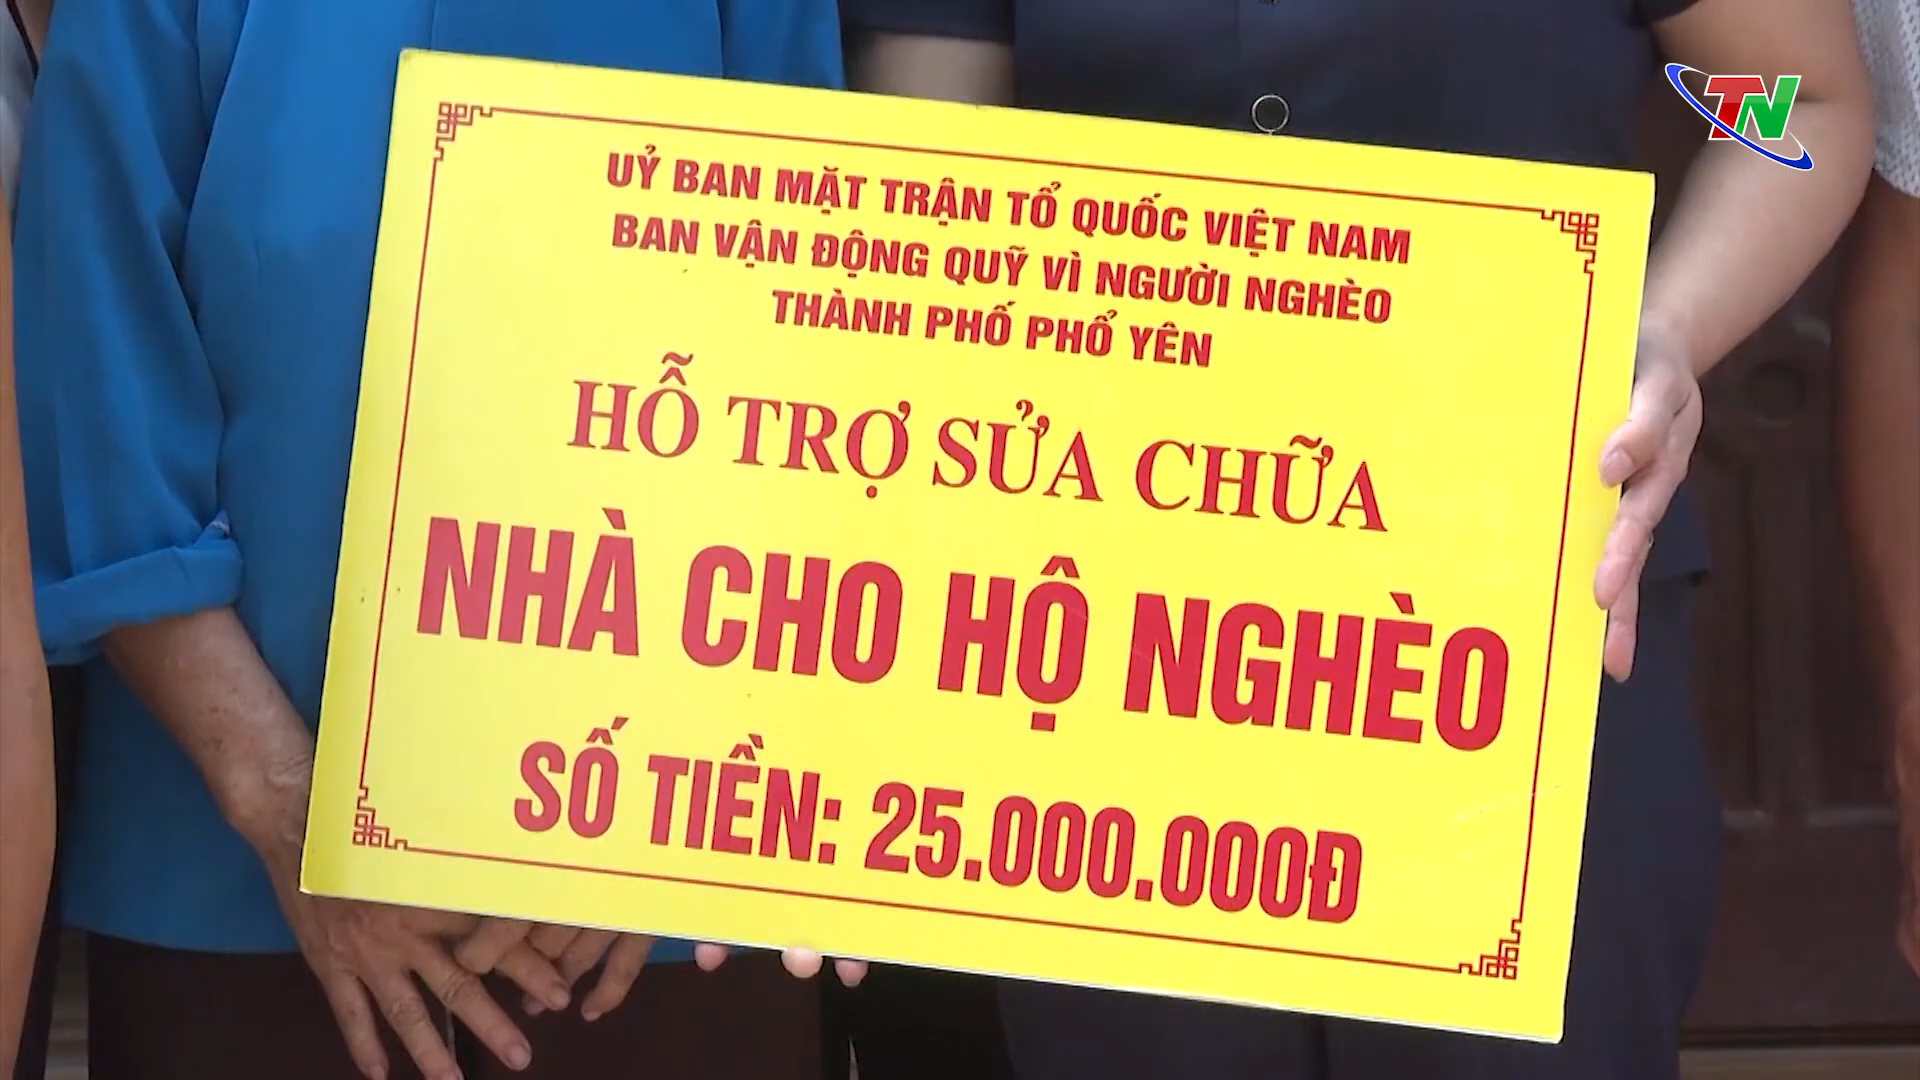 TN
UỶ BAN MẶT TRẬN TỔ QUỐC VIỆT NAM
BAN VẬN ĐỘNG QUỸ VÌ NGƯỜI NGHÈO
THÀNH PHỐ PHỔ YÊN
HỖ TRỢ SỬA CHỮA
NHÀ CHO HỘ NGHÈO
SỐ TIỀN: 25.000.000Đ